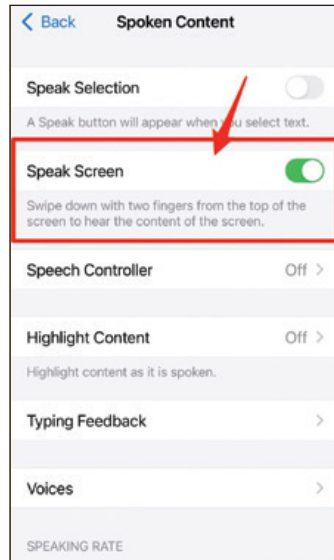 Back Spoken Content
Speak Selection
A Speak button will appear when you select text.
Speak Screen
Swipe down with two fingers from the top of the
screen to hear the content of the screen.
Speech Controller Off
Highlight Content Off
Highlight content as it is spoken.
Typing Feedback
Voices
SPEAKING RATE